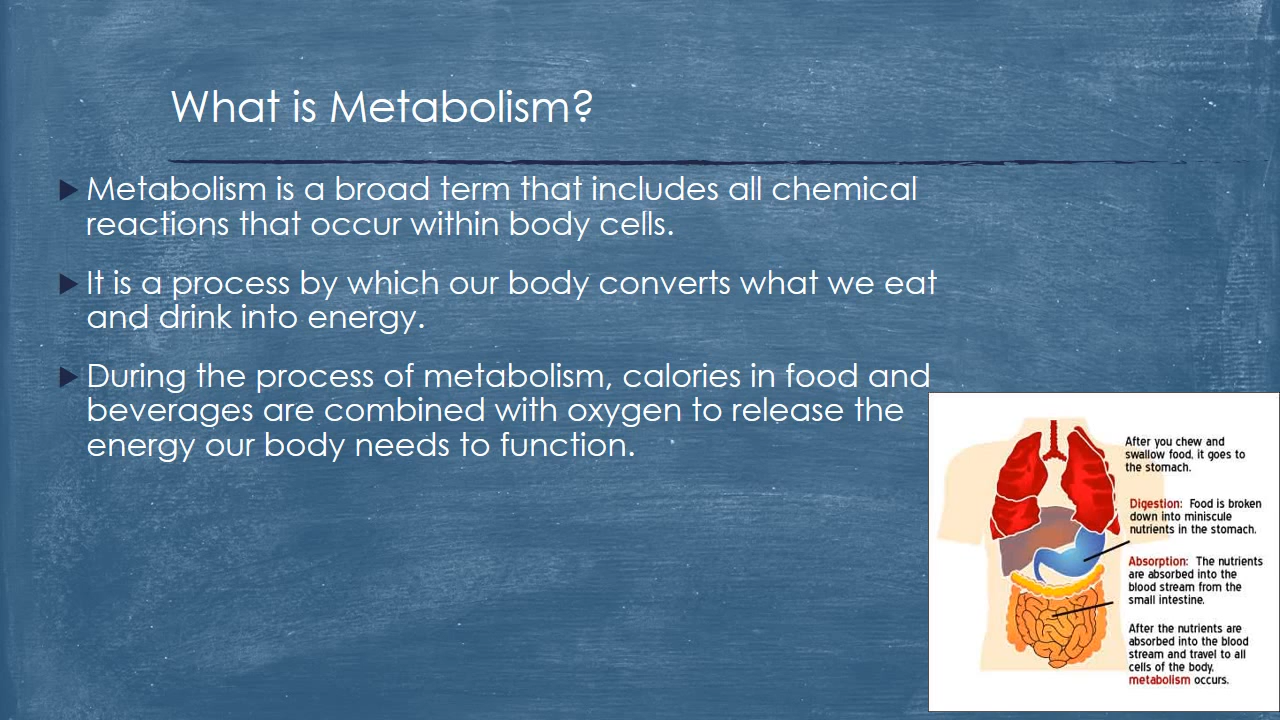 What is Metabolism?
Metabolism is a broad term that includes all chemical
reactions that occur within body cells.
It is a process by which our body converts what we eat
and drink into energy.
During the process of metabolism, calories in food and
beverages are combined with oxygen to release the
energy our body needs to function.
After you chew and
swallow food, it goes to
the stomach.
Digestion: Food is broken
down into miniscule
nutrients in the stomach.
Absorption: The nutrients
are absorbed into the
blood stream from the
small intestine.
After the nutrients are
absorbed into the blood
stream and travel to all
cells of the body,
metabolism occurs.